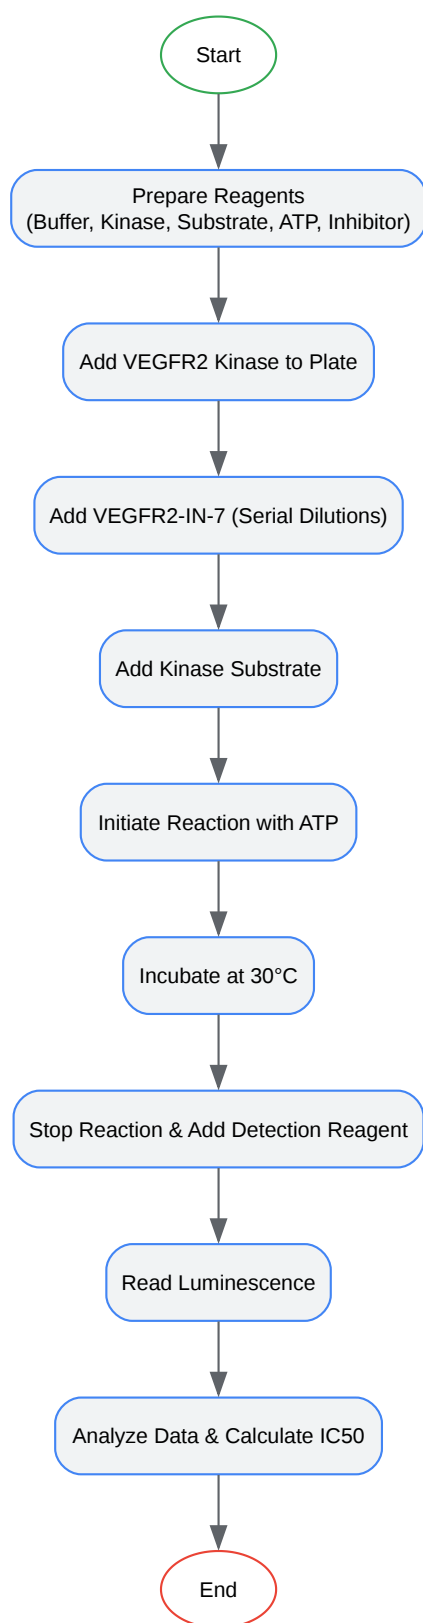 Start
Prepare Reagents
(Buffer, Kinase, Substrate, ATP, Inhibitor)
Add VEGFR2 Kinase to Plate
Add VEGFR2-IN-7 (Serial Dilutions)
Add Kinase Substrate
Initiate Reaction with ATP
Incubate at 30°C
Stop Reaction & Add Detection Reagent
Read Luminescence
Analyze Data & Calculate IC50
End